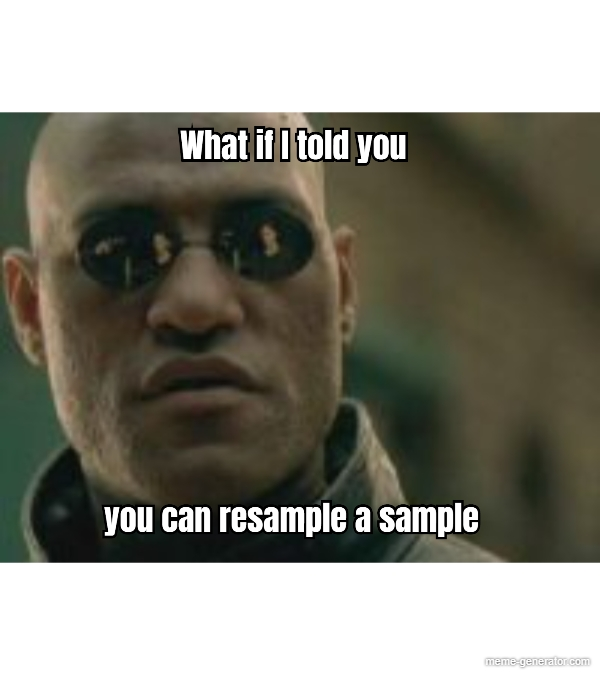 What if I told you
you can resample a sample
meme-generator.com